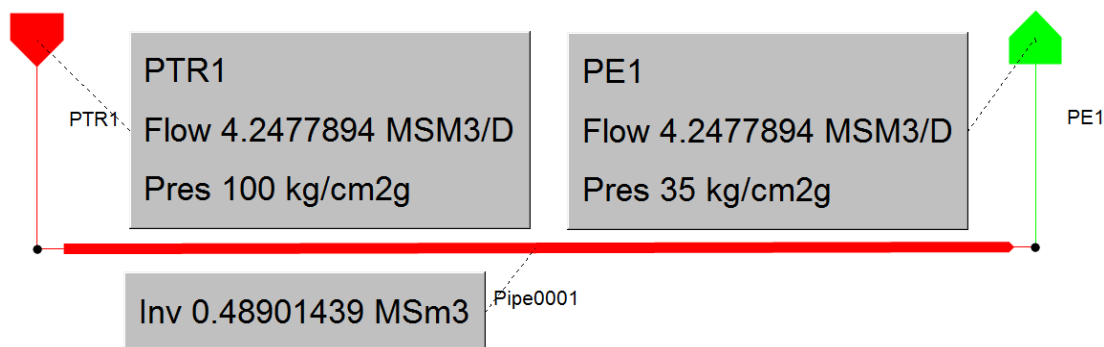 PTR1
Flow 4.2477894 MSM3/D
Pres 100 kg/cm2g
PTR1
PE1
Flow 4.2477894 MSM3/D
Pres 35 kg/cm2g
PE1
Inv 0.48901439 MSm3
Pipe0001